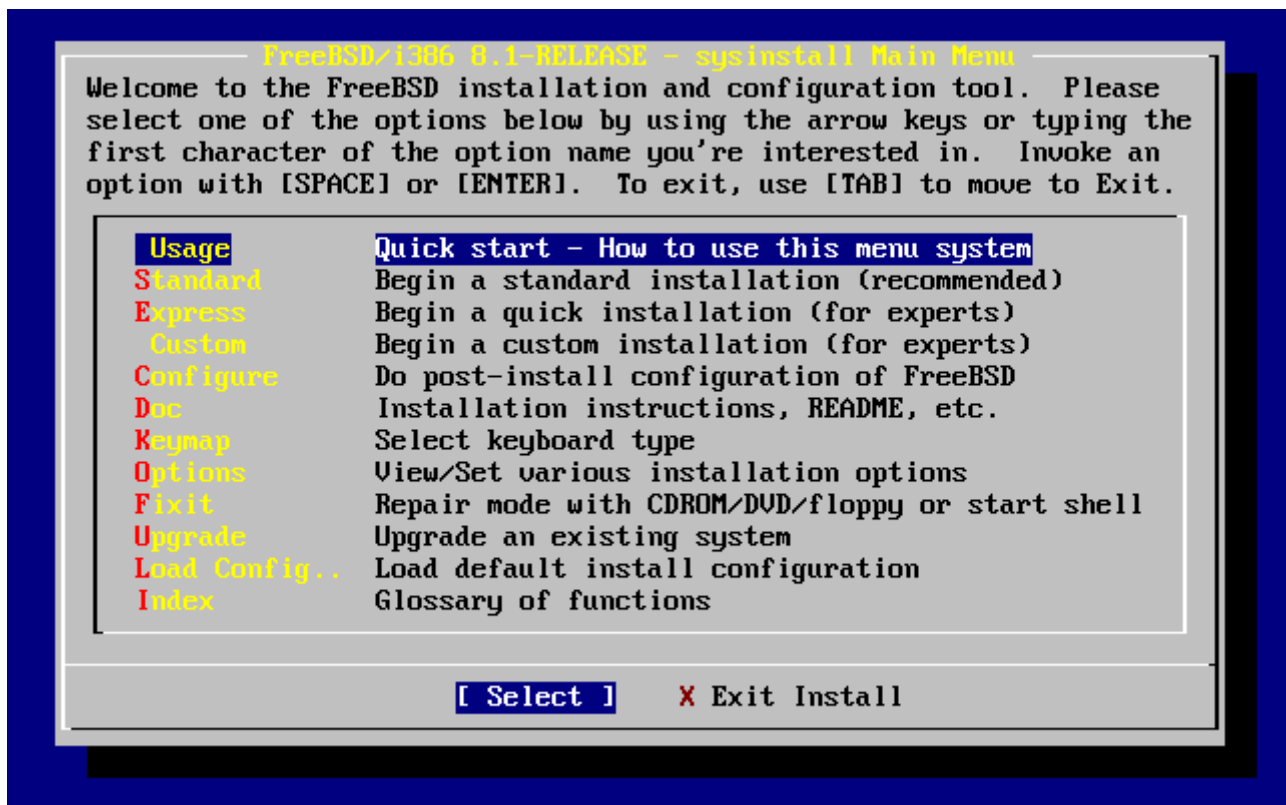 FreeBSD/i386 8.1-RELEASE - sysinstall Main Menu
Welcome to the FreeBSD installation and configuration tool.  Please
select one of the options below by using the arrow keys or typing the
first character of the option name you're interested in.  Invoke an
option with [SPACE] or [ENTER].  To exit, use [TAB] to move to Exit.
Usage Quick start - How to use this menu system
Standard Begin a standard installation (recommended)
Express Begin a quick installation (for experts)
Custom Begin a custom installation (for experts)
Configure Do post-install configuration of FreeBSD
Doc Installation instructions, README, etc.
Keymap Select keyboard type
Options View/Set various installation options
Fixit Repair mode with CDROM/DVD/floppy or start shell
Upgrade Upgrade an existing system
Load Config.. Load default install configuration
Index Glossary of functions
[ Select ] X Exit Install